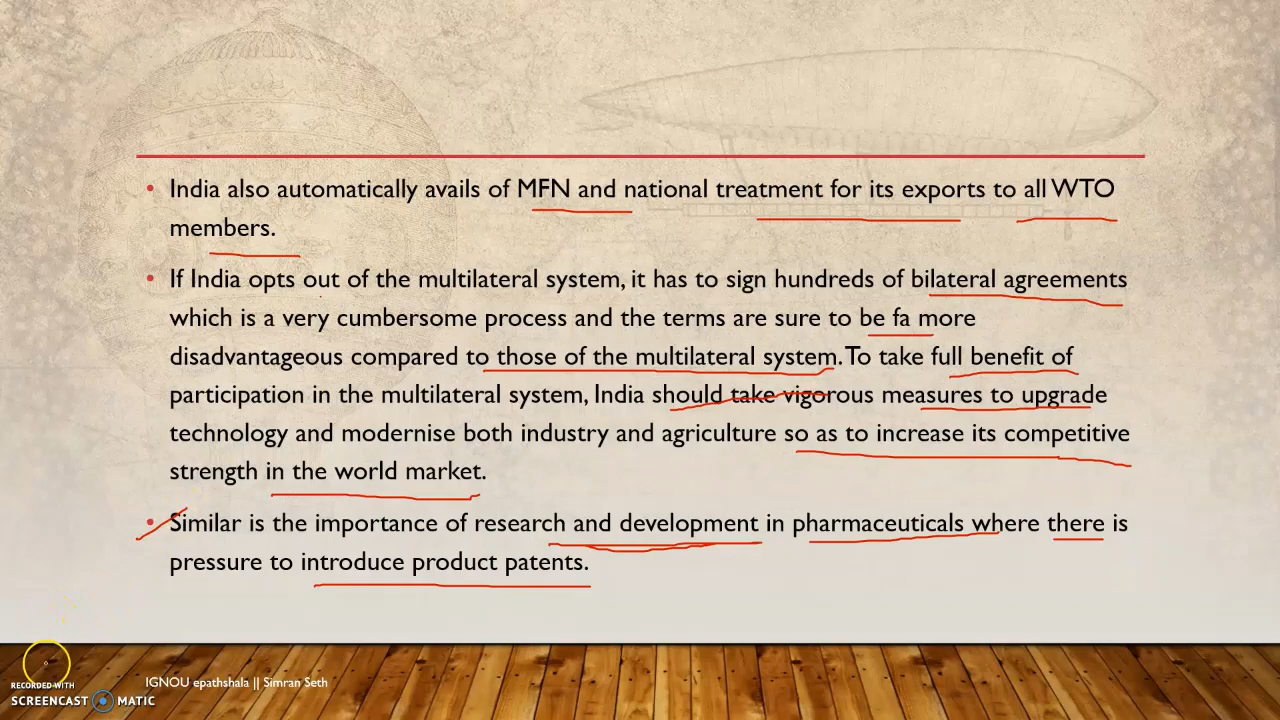 • India also automatically avails of MFN and national treatment for its exports to all WTO
members.
• If India opts out of the multilateral system, it has to sign hundreds of bilateral agreements
which is a very cumbersome process and the terms are sure to be fa more
disadvantageous compared to those of the multilateral system. To take full benefit of
participation in the multilateral system, India should take vigorous measures to upgrade
technology and modernise both industry and agriculture so as to increase its competitive
strength in the world market.
• Similar is the importance of research and development in pharmaceuticals where there is
pressure to introduce product patents.
IGNOU epathshala || Simran Seth
RECORDED WITH
SCREENCAST MATIC